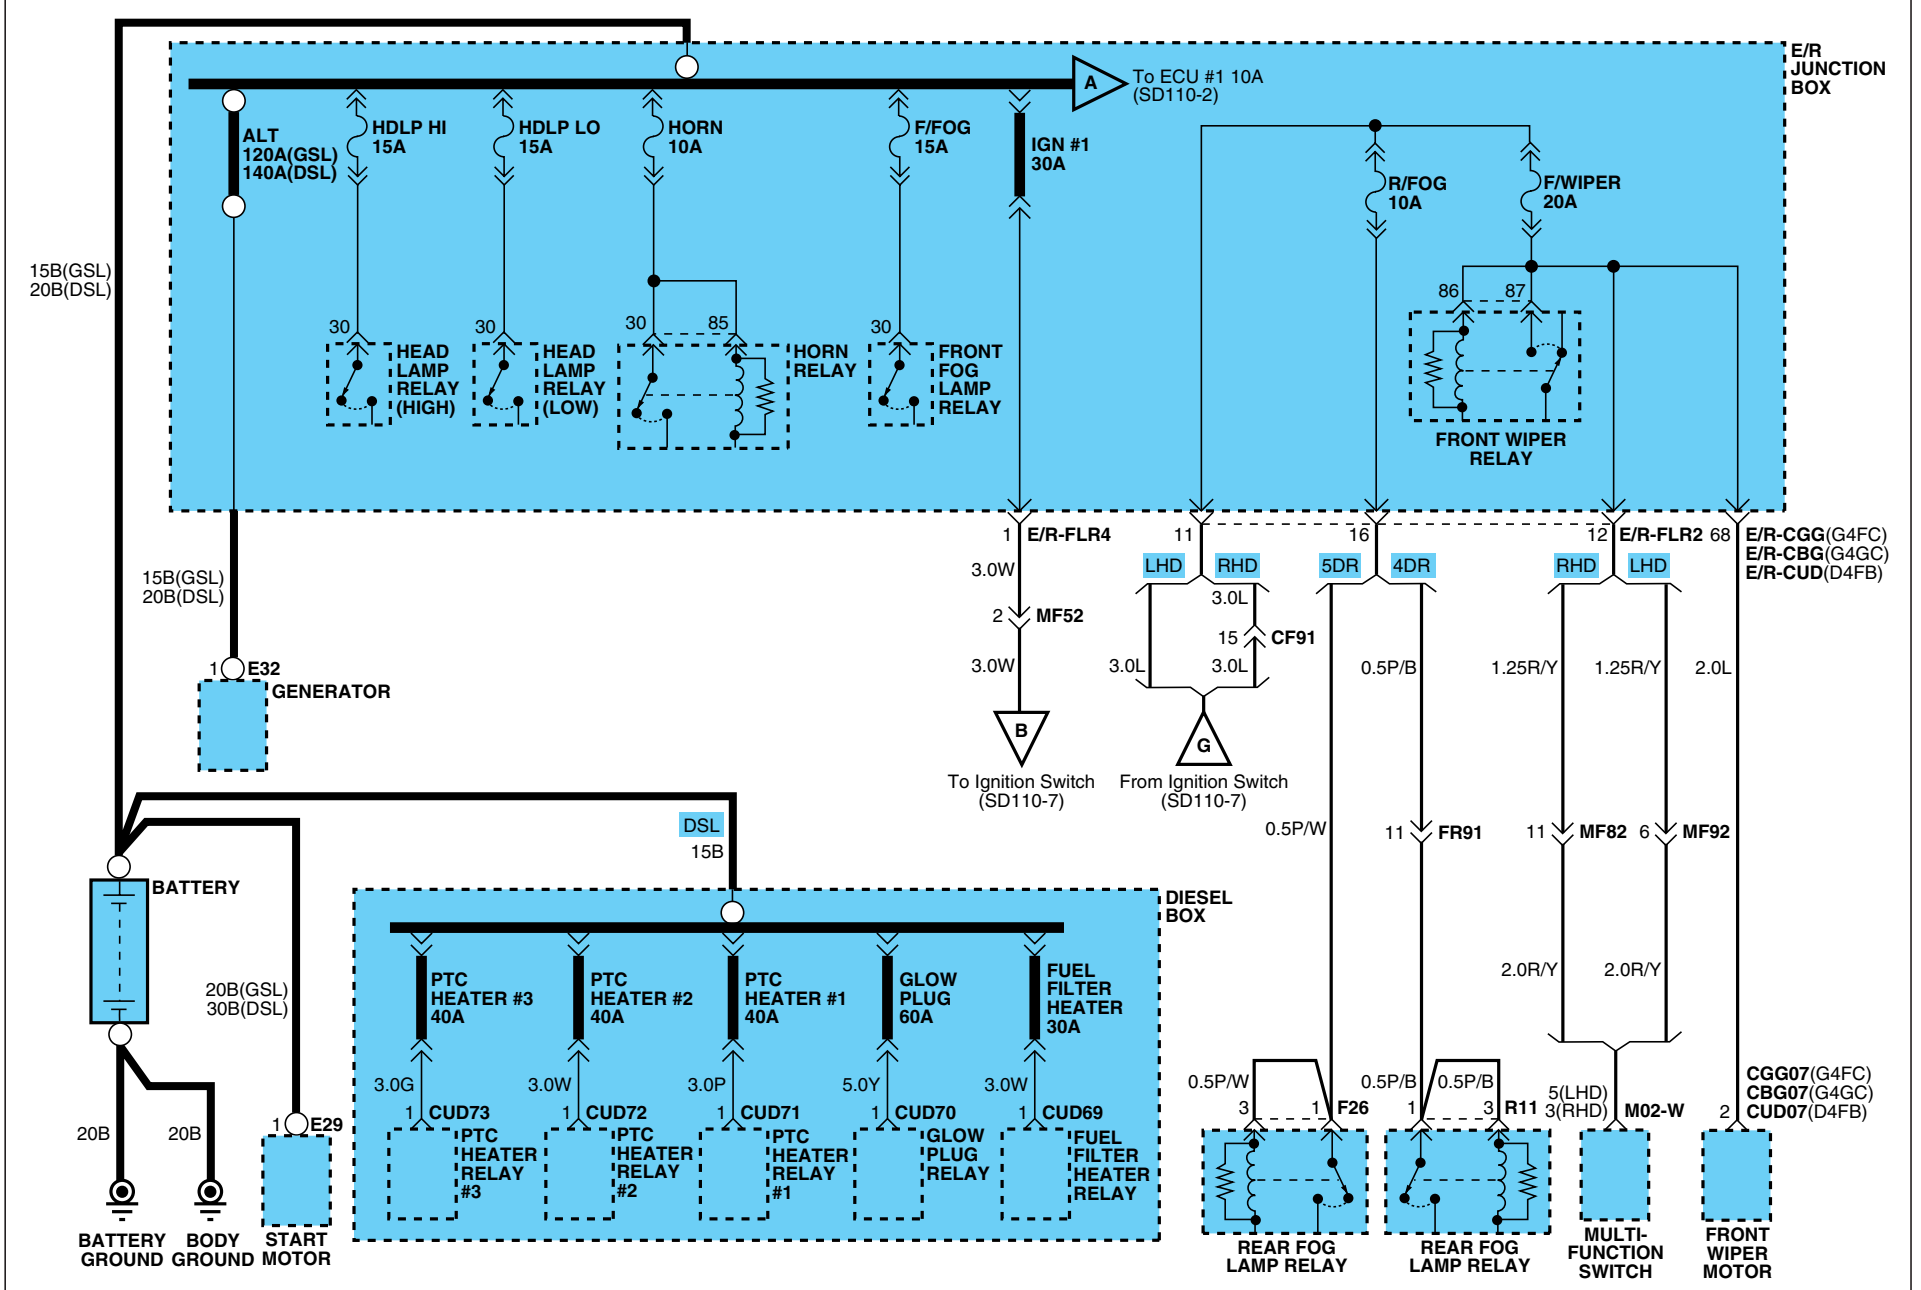 E/R
JUNCTION
BOX
A
To ECU #1 10A
(SD110-2)
ALT
120A(GSL)
140A(DSL)
HDLP HI
15A
HDLP LO
15A
HORN
10A
F/FOG
15A
IGN #1
30A
R/FOG
10A
F/WIPER
20A
15B(GSL)
20B(DSL)
30
HEAD
LAMP
RELAY
(HIGH)
30
HEAD
LAMP
RELAY
(LOW)
30
85
HORN
RELAY
30
FRONT
FOG
LAMP
RELAY
86
87
FRONT WIPER
RELAY
1
E/R-FLR4
11
16
12
E/R-FLR2
68
E/R-CGG(G4FC)
E/R-CBG(G4GC)
E/R-CUD(D4FB)
15B(GSL)
20B(DSL)
3.0W
LHD
RHD
5DR
4DR
RHD
LHD
3.0L
2
MF52
15
CF91
3.0W
3.0L
3.0L
0.5P/B
1.25R/Y
1.25R/Y
2.0L
1
E32
GENERATOR
B
G
To Ignition Switch
(SD110-7)
From Ignition Switch
(SD110-7)
DSL
15B
0.5P/W
11
FR91
11
MF82
6
MF92
BATTERY
DIESEL
BOX
20B(GSL)
30B(DSL)
PTC
HEATER #3
40A
PTC
HEATER #2
40A
PTC
HEATER #1
40A
GLOW
PLUG
60A
FUEL
FILTER
HEATER
30A
2.0R/Y
2.0R/Y
3.0G
3.0W
3.0P
5.0Y
3.0W
0.5P/W
0.5P/B
0.5P/B
5(LHD)
3(RHD)
M02-W
CGG07(G4FC)
CBG07(G4GC)
CUD07(D4FB)
2
1
CUD73
1
CUD72
1
CUD71
1
CUD70
1
CUD69
3
1
F26
1
3
R11
20B
20B
1
E29
PTC
HEATER
RELAY
#3
PTC
HEATER
RELAY
#2
PTC
HEATER
RELAY
#1
GLOW
PLUG
RELAY
FUEL
FILTER
HEATER
RELAY
BATTERY
GROUND
BODY
GROUND
START
MOTOR
REAR FOG
LAMP RELAY
REAR FOG
LAMP RELAY
MULTI-
FUNCTION
SWITCH
FRONT
WIPER
MOTOR